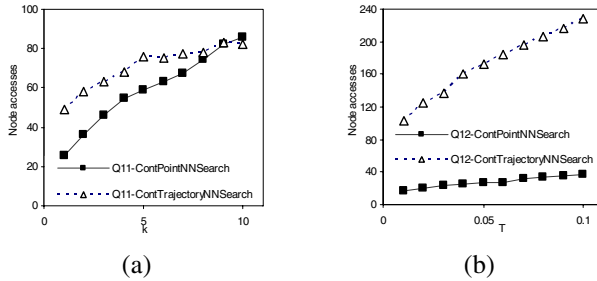 100
80
60
40
20
0
Node accesses
Q11-ContPointNNSearch
Q11-ContTrajectoryNNSearch
0
5
10
k
(a)
240
200
160
120
80
40
0
Node accesses
Q12-ContPointNNSearch
Q12-ContTrajectoryNNSearch
0
0.05
0.1
T
(b)